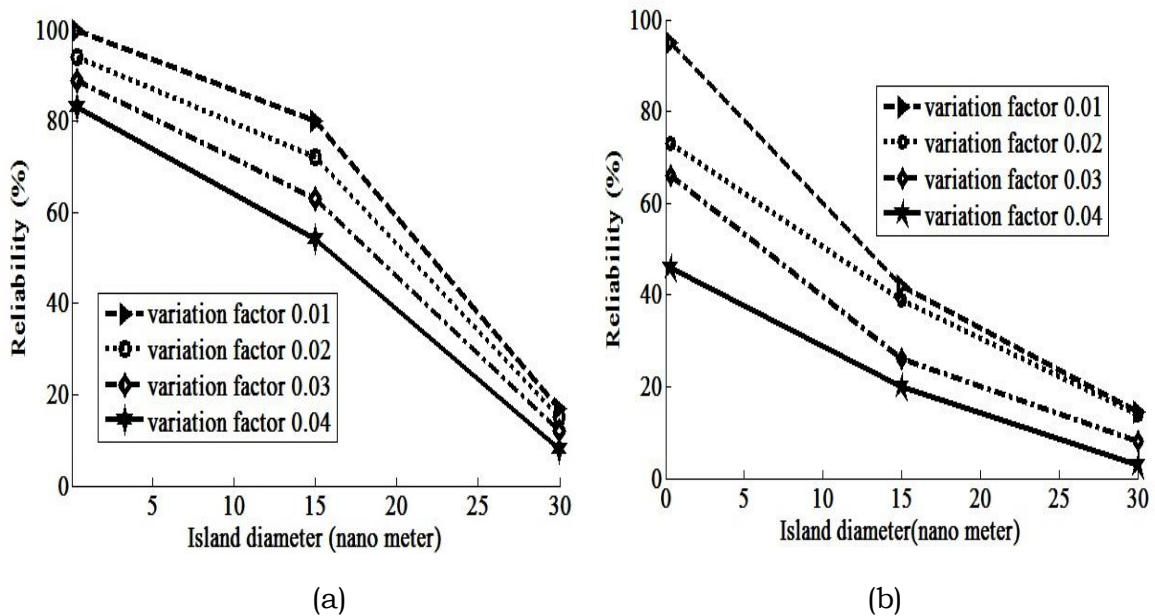 100
80
60
40
20
0
Reliability (%)
variation factor 0.01
variation factor 0.02
variation factor 0.03
variation factor 0.04
5 10 15 20 25 30
Island diameter (nano meter)
(a)
100
80
60
40
20
0
Reliability (%)
variation factor 0.01
variation factor 0.02
variation factor 0.03
variation factor 0.04
0 5 10 15 20 25 30
Island diameter(nano meter)
(b)